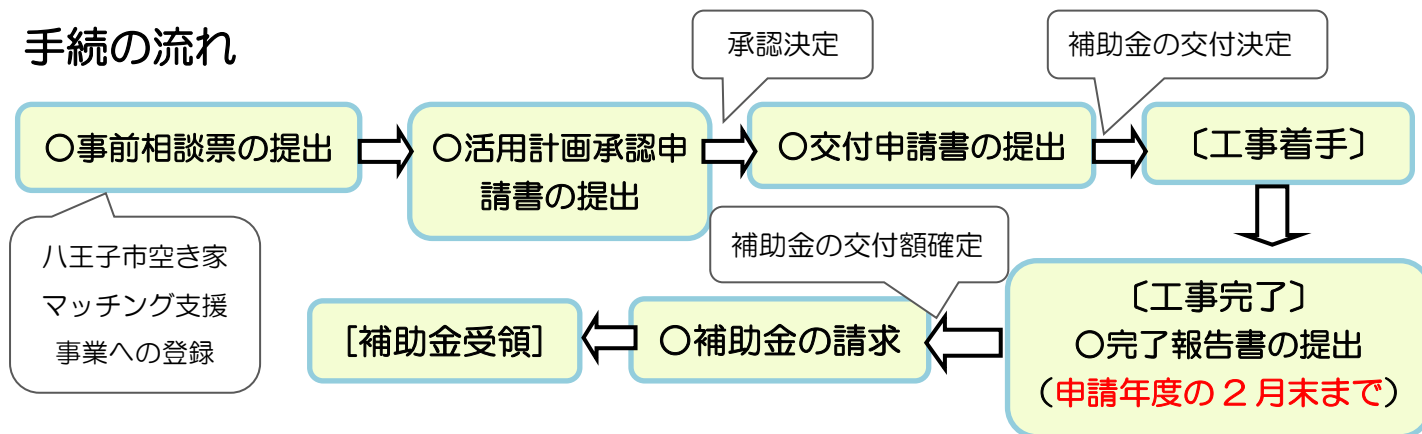 手続の流れ
承認決定
補助金の交付決定
〇事前相談票の提出
〇活用計画承認申
請書の提出
〇交付申請書の提出
〔工事着手〕
八王子市空き家
マッチング支援
事業への登録
補助金の交付額確定
〔工事完了〕
〇完了報告書の提出
（申請年度の２月末まで）
〇補助金の請求
[補助金受領]